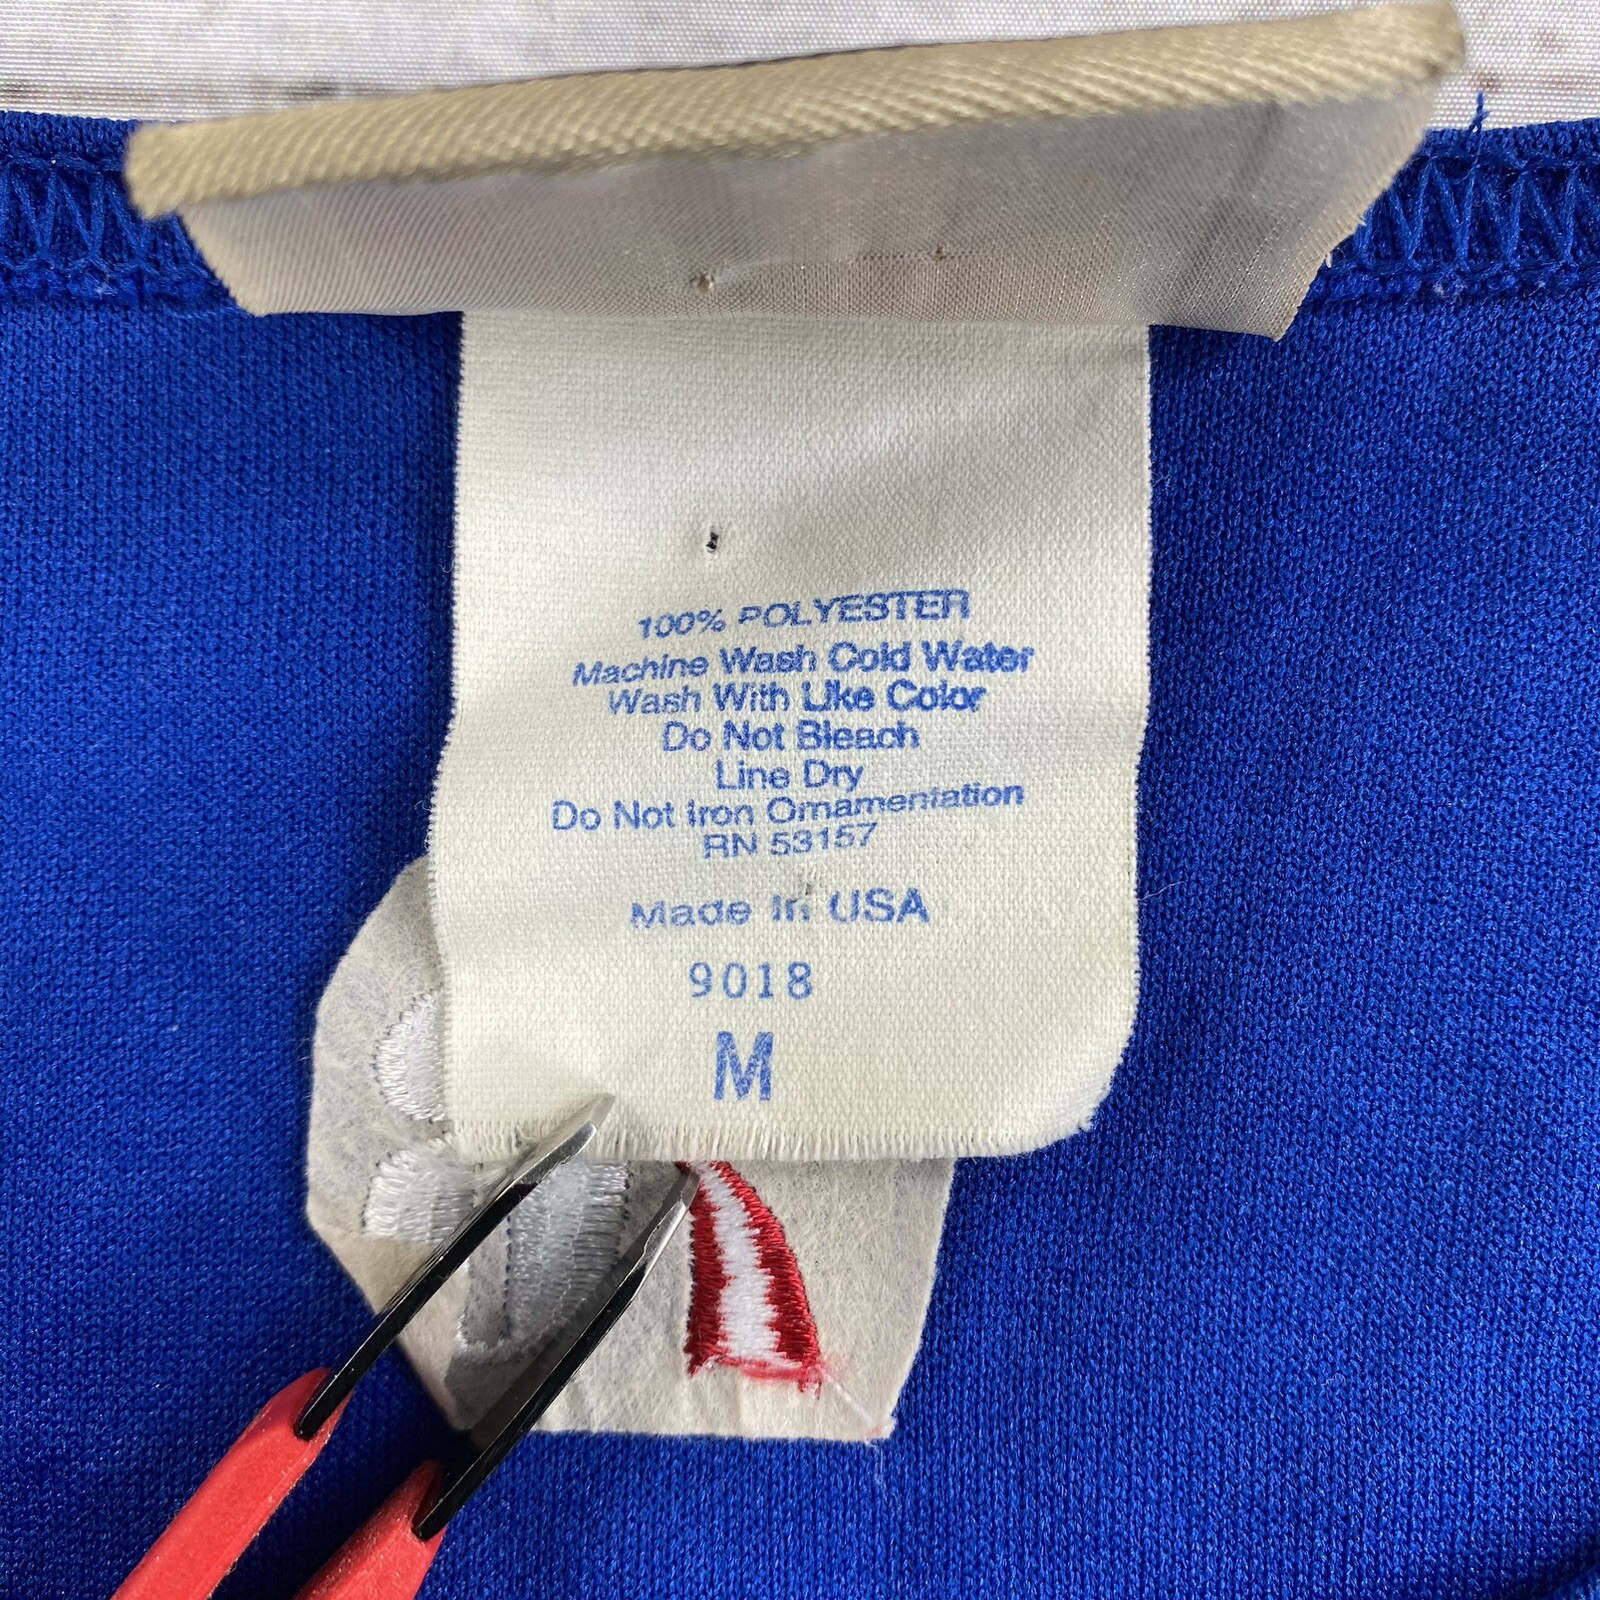 100% POLYESTER
Machine Wash Cold Water
Wash With Like Color
Do Not Bleach
Line Dry
Do Not Iron Ornamentation
RN 53157
Made In USA
9018
M